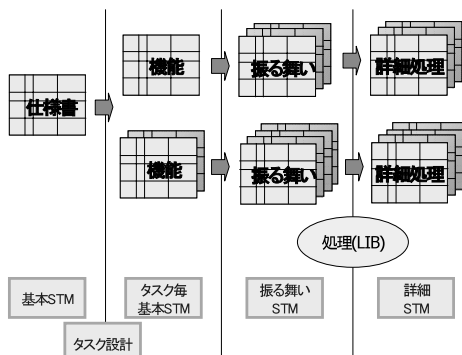 機能
振る舞い
詳細処理
仕様書
機能
振る舞い
詳細処理
処理(LIB)
基本STM
タスク毎
基本STM
振る舞い
STM
詳細
STM
タスク設計